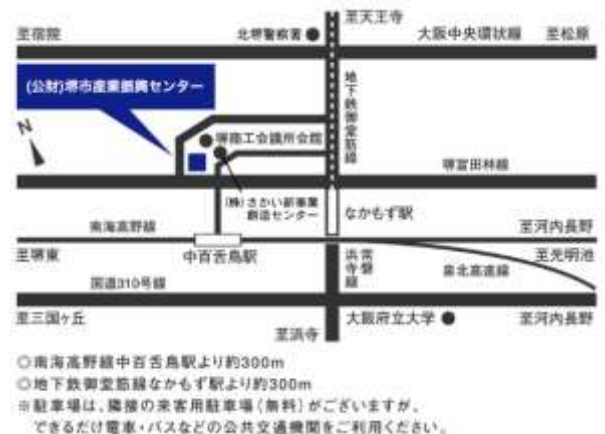 至天王寺
至宿院
北堺警察署
大阪中央環状線
至松原
(公財)堺市産業振興センター
地下鉄御堂筋線
N
堺商工会議所会館
堺富田林線
(株)さかい新事業
創造センター
なかもず駅
南海高野線
至河内長野
至堺東
中百舌鳥駅
常磐
浜寺線
至光明池
泉北高速線
国道310号線
至三国ヶ丘
大阪府立大学
至河内長野
至浜寺
◎南海高野線中百舌鳥駅より約300m
◎地下鉄御堂筋線なかもず駅より約300m
※駐車場は、隣接の来客用駐車場(無料)がございますが、
できるだけ電車・バスなどの公共交通機関をご利用ください。